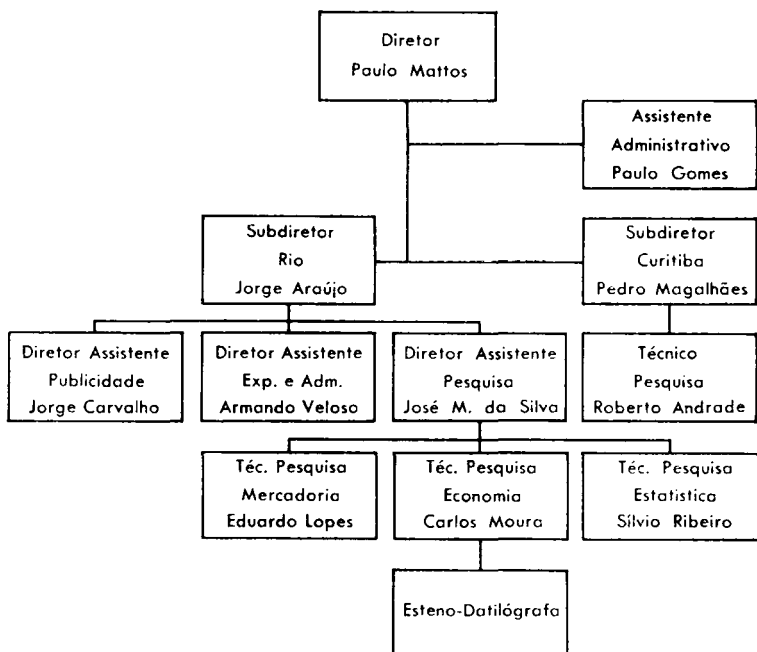 Diretor
Paulo Mattos
Assistente
Administrativo
Paulo Gomes
Subdiretor
Rio
Jorge Araújo
Subdiretor
Curitiba
Pedro Magalhães
Diretor Assistente
Publicidade
Jorge Carvalho
Diretor Assistente
Exp. e Adm.
Armando Veloso
Diretor Assistente
Pesquisa
José M. da Silva
Técnico
Pesquisa
Roberto Andrade
Téc. Pesquisa
Mercadoria
Eduardo Lopes
Téc. Pesquisa
Economia
Carlos Moura
Téc. Pesquisa
Estatistica
Sílvio Ribeiro
Esteno-Datilógrafa